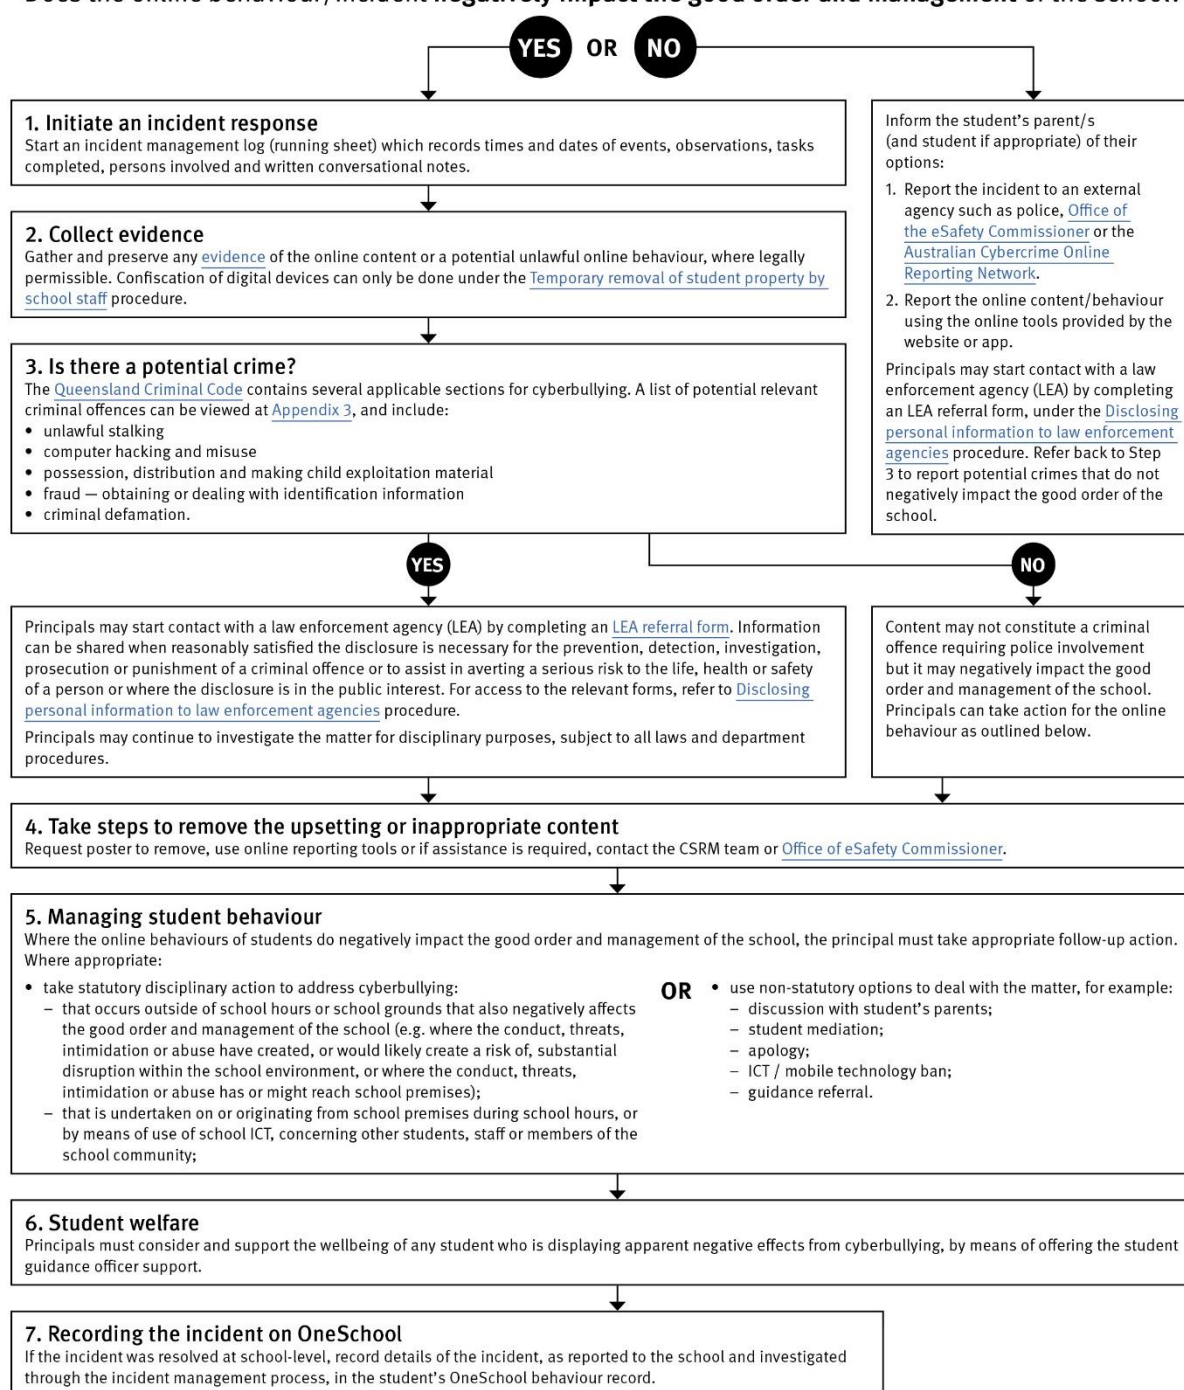 Does the online behaviour/incident negatively impact the good order and management of the school?
YES OR NO
1. Initiate an incident response
Start an incident management log (running sheet) which records times and dates of events, observations, tasks
completed, persons involved and written conversational notes.
2. Collect evidence
Gather and preserve any evidence of the online content or a potential unlawful online behaviour, where legally
permissible. Confiscation of digital devices can only be done under the Temporary removal of student property by
school staff procedure.
3. Is there a potential crime?
The Queensland Criminal Code contains several applicable sections for cyberbullying. A list of potential relevant
criminal offences can be viewed at Appendix 3, and include:
• unlawful stalking
• computer hacking and misuse
• possession, distribution and making child exploitation material
• fraud — obtaining or dealing with identification information
• criminal defamation.
Inform the student's parent/s
(and student if appropriate) of their
options:
1. Report the incident to an external
agency such as police, Office of
the eSafety Commissioner or the
Australian Cybercrime Online
Reporting Network.
2. Report the online content/behaviour
using the online tools provided by the
website or app.
Principals may start contact with a law
enforcement agency (LEA) by completing
an LEA referral form, under the Disclosing
personal information to law enforcement
agencies procedure. Refer back to Step
3 to report potential crimes that do not
negatively impact the good order of the
school.
YES
NO
Principals may start contact with a law enforcement agency (LEA) by completing an LEA referral form. Information
can be shared when reasonably satisfied the disclosure is necessary for the prevention, detection, investigation,
prosecution or punishment of a criminal offence or to assist in averting a serious risk to the life, health or safety
of a person or where the disclosure is in the public interest. For access to the relevant forms, refer to Disclosing
personal information to law enforcement agencies procedure.
Principals may continue to investigate the matter for disciplinary purposes, subject to all laws and department
procedures.
Content may not constitute a criminal
offence requiring police involvement
but it may negatively impact the good
order and management of the school.
Principals can take action for the online
behaviour as outlined below.
4. Take steps to remove the upsetting or inappropriate content
Request poster to remove, use online reporting tools or if assistance is required, contact the CSRM team or Office of eSafety Commissioner.
5. Managing student behaviour
Where the online behaviours of students do negatively impact the good order and management of the school, the principal must take appropriate follow-up action.
Where appropriate:
• take statutory disciplinary action to address cyberbullying:
– that occurs outside of school hours or school grounds that also negatively affects
the good order and management of the school (e.g. where the conduct, threats,
intimidation or abuse have created, or would likely create a risk of, substantial
disruption within the school environment, or where the conduct, threats,
intimidation or abuse has or might reach school premises);
– that is undertaken on or originating from school premises during school hours, or
by means of use of school ICT, concerning other students, staff or members of the
school community;
OR
• use non-statutory options to deal with the matter, for example:
– discussion with student's parents;
– student mediation;
– apology;
– ICT / mobile technology ban;
– guidance referral.
6. Student welfare
Principals must consider and support the wellbeing of any student who is displaying apparent negative effects from cyberbullying, by means of offering the student
guidance officer support.
7. Recording the incident on OneSchool
If the incident was resolved at school-level, record details of the incident, as reported to the school and investigated
through the incident management process, in the student's OneSchool behaviour record.